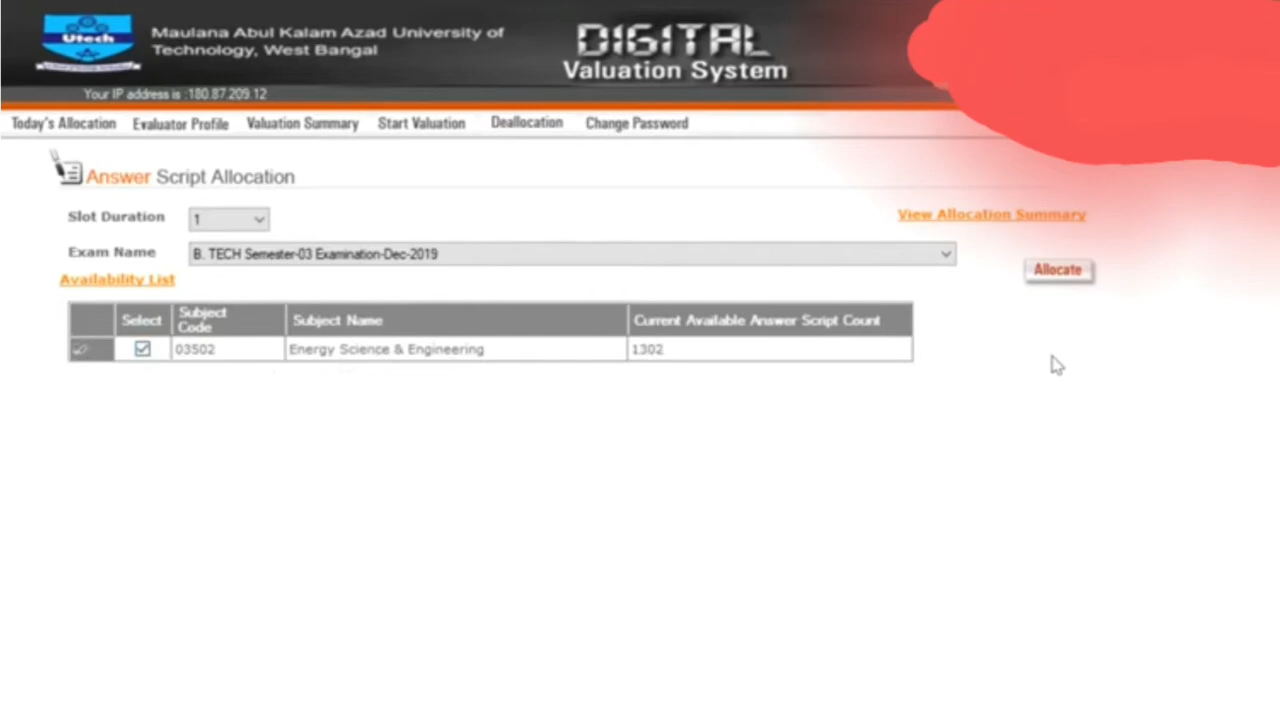 Utech
Maulana Abul Kalam Azad University of
Technology, West Bangal
DIGITAL
Valuation System
Your IP address is :180.87.209.12
Today's Allocation Evaluator Profile Valuation Summary Start Valuation Deallocation Change Password
Answer Script Allocation
Slot Duration 1
View Allocation Summary
Exam Name B. TECH Semester-03 Examination-Dec-2019
Allocate
Availability List
Select Subject Code Subject Name Current Available Answer Script Count
03502 Energy Science & Engineering 1302